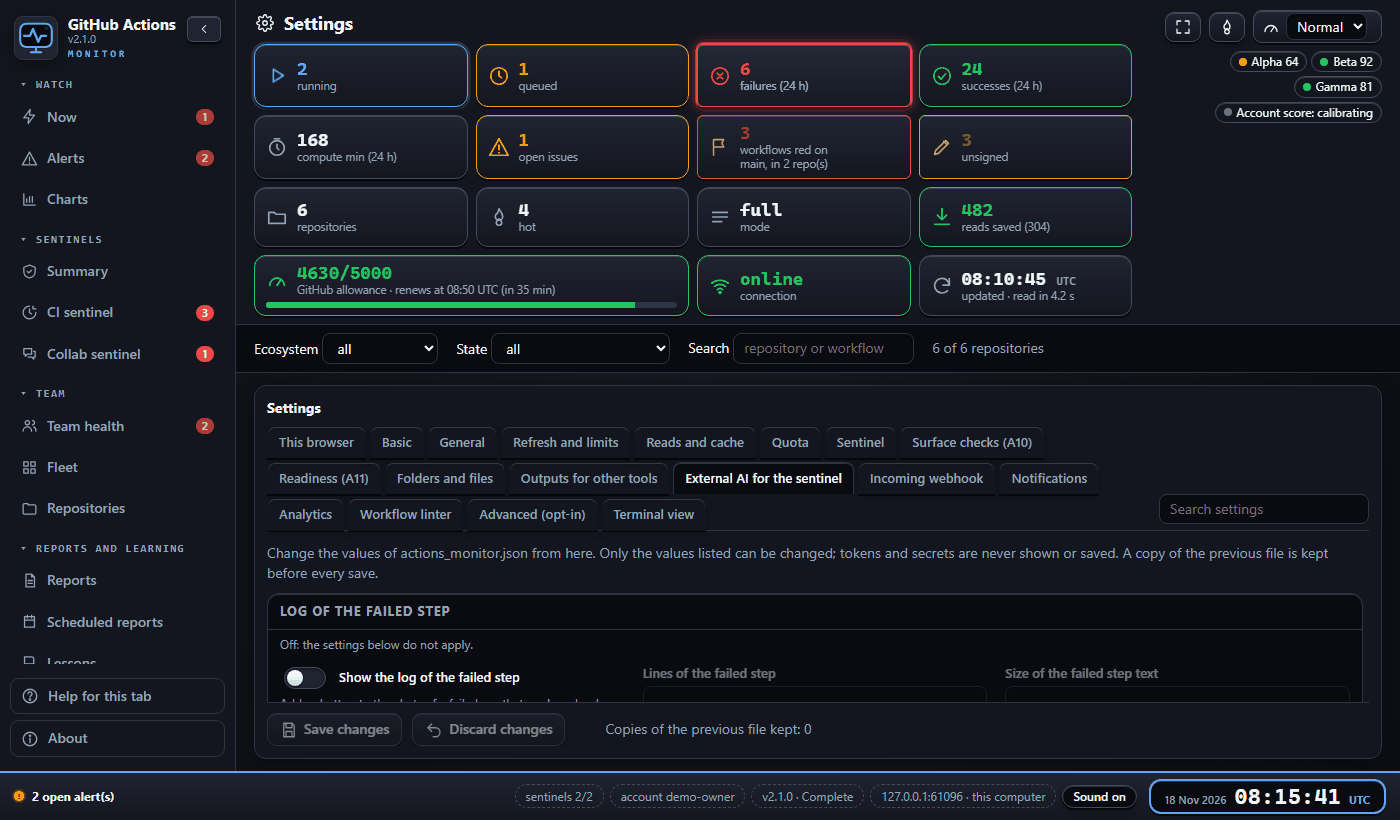 GitHub Actions
v2.1.0
MONITOR
WATCH
Now 1
Alerts 2
Charts
SENTINELS
Summary
CI sentinel 3
Collab sentinel 1
TEAM
Team health 2
Fleet
Repositories
REPORTS AND LEARNING
Reports
Scheduled reports
Lessons
Help for this tab
About
Settings
Normal
Alpha 64
Beta 92
Gamma 81
Account score: calibrating
2
running
1
queued
6
failures (24 h)
24
successes (24 h)
168
compute min (24 h)
1
open issues
3
workflows red on
main, in 2 repo(s)
3
unsigned
6
repositories
4
hot
full
mode
482
reads saved (304)
4630/5000
GitHub allowance · renews at 08:50 UTC (in 35 min)
online
connection
08:10:45 UTC
updated · read in 4.2 s
Ecosystem all State all Search repository or workflow 6 of 6 repositories
Settings
This browser Basic General Refresh and limits Reads and cache Quota Sentinel Surface checks (A10)
Readiness (A11) Folders and files Outputs for other tools External AI for the sentinel Incoming webhook Notifications
Analytics Workflow linter Advanced (opt-in) Terminal view Search settings
Change the values of actions_monitor.json from here. Only the values listed can be changed; tokens and secrets are never shown or saved. A copy of the previous file is kept
before every save.
LOG OF THE FAILED STEP
Off: the settings below do not apply.
Show the log of the failed step
Lines of the failed step
Size of the failed step text
Save changes Discard changes Copies of the previous file kept: 0
2 open alert(s)
sentinels 2/2 account demo-owner v2.1.0 · Complete 127.0.0.1:61096 · this computer Sound on 18 Nov 2026 08:15:41 UTC